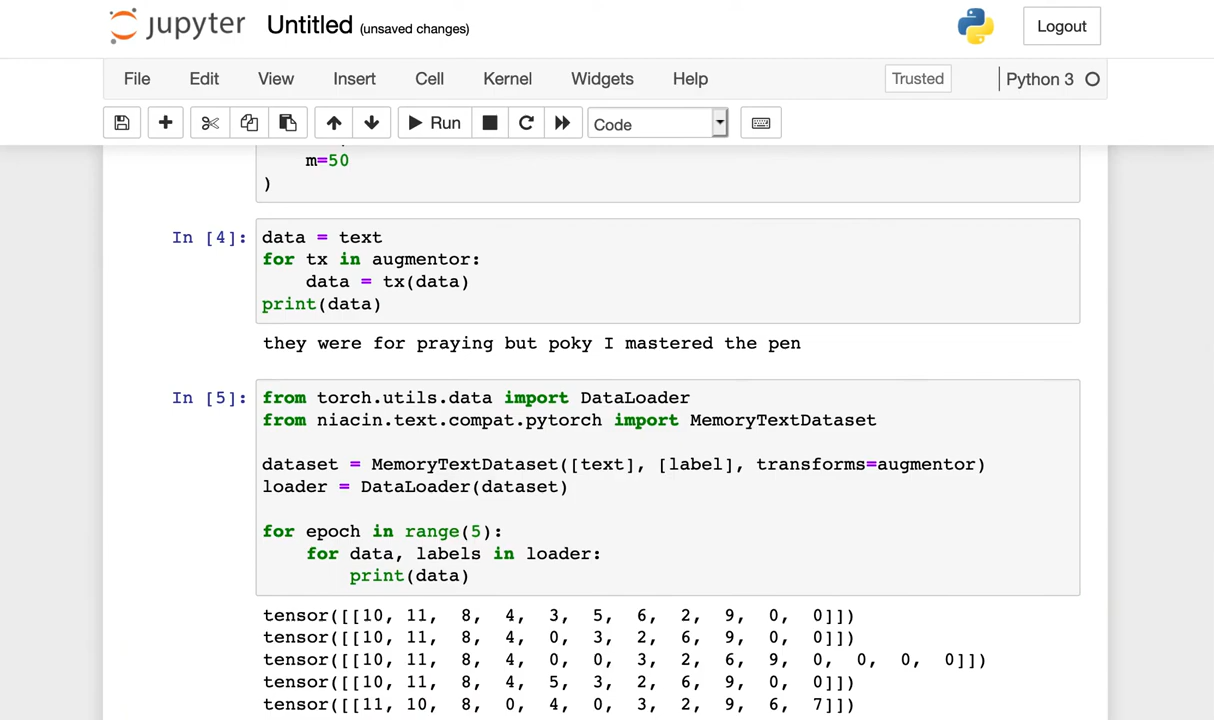 jupyter Untitled (unsaved changes) Logout
File Edit View Insert Cell Kernel Widgets Help Trusted Python 3
Run Code
m=50
)
In [4]: data = text
for tx in augmentor:
    data = tx(data)
print(data)
they were for praying but poky I mastered the pen
In [5]: from torch.utils.data import DataLoader
from niacin.text.compat.pytorch import MemoryTextDataset
dataset = MemoryTextDataset([text], [label], transforms=augmentor)
loader = DataLoader(dataset)
for epoch in range(5):
    for data, labels in loader:
        print(data)
tensor([[10, 11,  8,  4,  3,  5,  6,  2,  9,  0,  0]])
tensor([[10, 11,  8,  4,  0,  3,  2,  6,  9,  0,  0]])
tensor([[10, 11,  8,  4,  0,  0,  3,  2,  6,  9,  0,  0,  0,  0]])
tensor([[10, 11,  8,  4,  5,  3,  2,  6,  9,  0,  0]])
tensor([[11, 10,  8,  0,  4,  0,  3,  2,  9,  6,  7]])